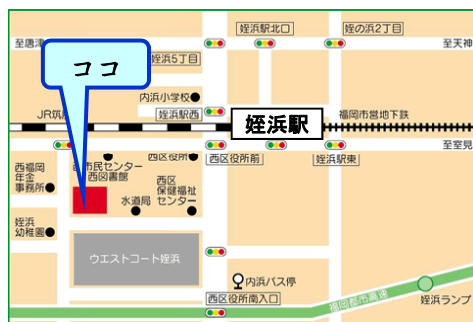 姪浜駅北口
姪の浜2丁目
至唐津
至天神
ココ
姪浜5丁目
内浜小学校
JR筑
姪浜駅西
姪浜駅
福岡市営地下鉄
至室見
西区役所
西区役所前
姪浜駅東
西福岡
年金
事務所
市民センター
西図書館
西区
保健福祉
センター
水道局
姪浜
幼稚園
ウエストコート姪浜
内浜バス停
西区役所南入口
福岡都市高速
姪浜ランプ